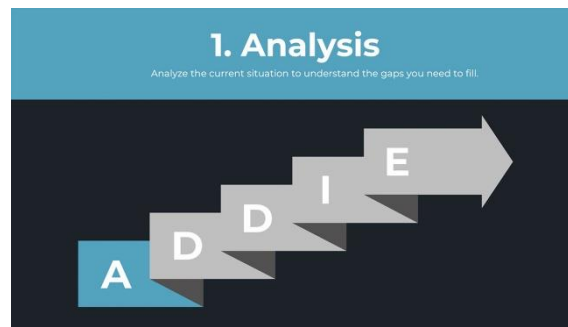 1. Analysis
Analyze the current situation to understand the gaps you need to fill.
A
D
D
I
E